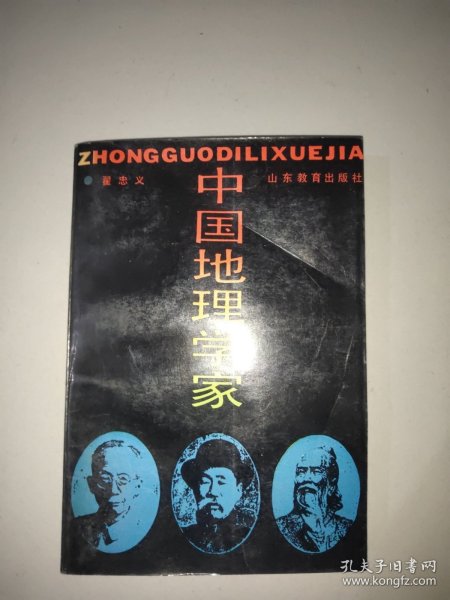 ZHONGGUODILIXUEJIA
翟忠义
山东教育出版社
中国地理学家
孔夫子旧书网
www.kongfz.com